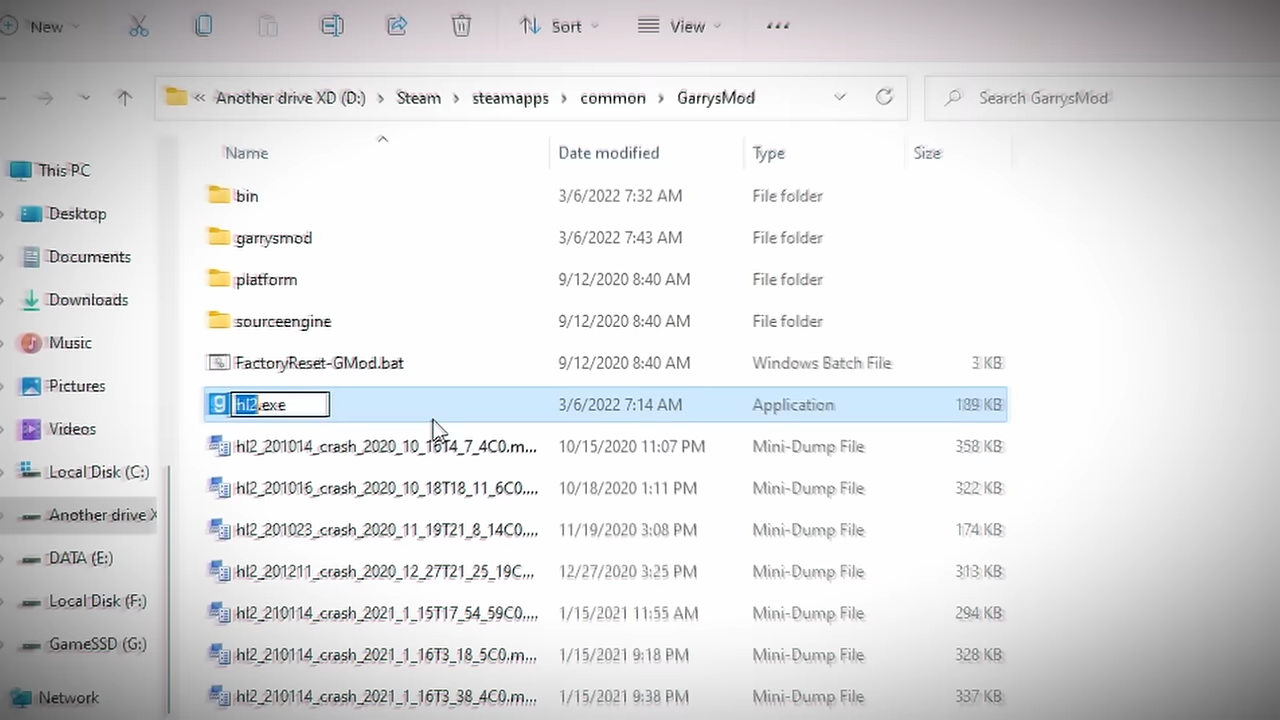 New Sort View
« Another drive XD (D:) > Steam > steamapps > common > GarrysMod Search GarrysMod
Name Date modified Type Size
This PC
Desktop
Documents
Downloads
Music
Pictures
Videos
Local Disk (C:)
Another drive X
DATA (E:)
Local Disk (F:)
GameSSD (G:)
Network
bin 3/6/2022 7:32 AM File folder
garrysmod 3/6/2022 7:43 AM File folder
platform 9/12/2020 8:40 AM File folder
sourceengine 9/12/2020 8:40 AM File folder
FactoryReset-GMod.bat 9/12/2020 8:40 AM Windows Batch File 3 KB
hl2.exe 3/6/2022 7:14 AM Application 189 KB
hl2_201014_crash_2020_10_16T4_7_4C0.m... 10/15/2020 11:07 PM Mini-Dump File 358 KB
hl2_201016_crash_2020_10_18T18_11_6C0.... 10/18/2020 1:11 PM Mini-Dump File 322 KB
hl2_201023_crash_2020_11_19T21_8_14C0.... 11/19/2020 3:08 PM Mini-Dump File 174 KB
hl2_201211_crash_2020_12_27T21_25_19C... 12/27/2020 3:25 PM Mini-Dump File 313 KB
hl2_210114_crash_2021_1_15T17_54_59C0.... 1/15/2021 11:55 AM Mini-Dump File 294 KB
hl2_210114_crash_2021_1_16T3_18_5C0.m... 1/15/2021 9:18 PM Mini-Dump File 328 KB
hl2_210114_crash_2021_1_16T3_38_4C0.m... 1/15/2021 9:38 PM Mini-Dump File 337 KB